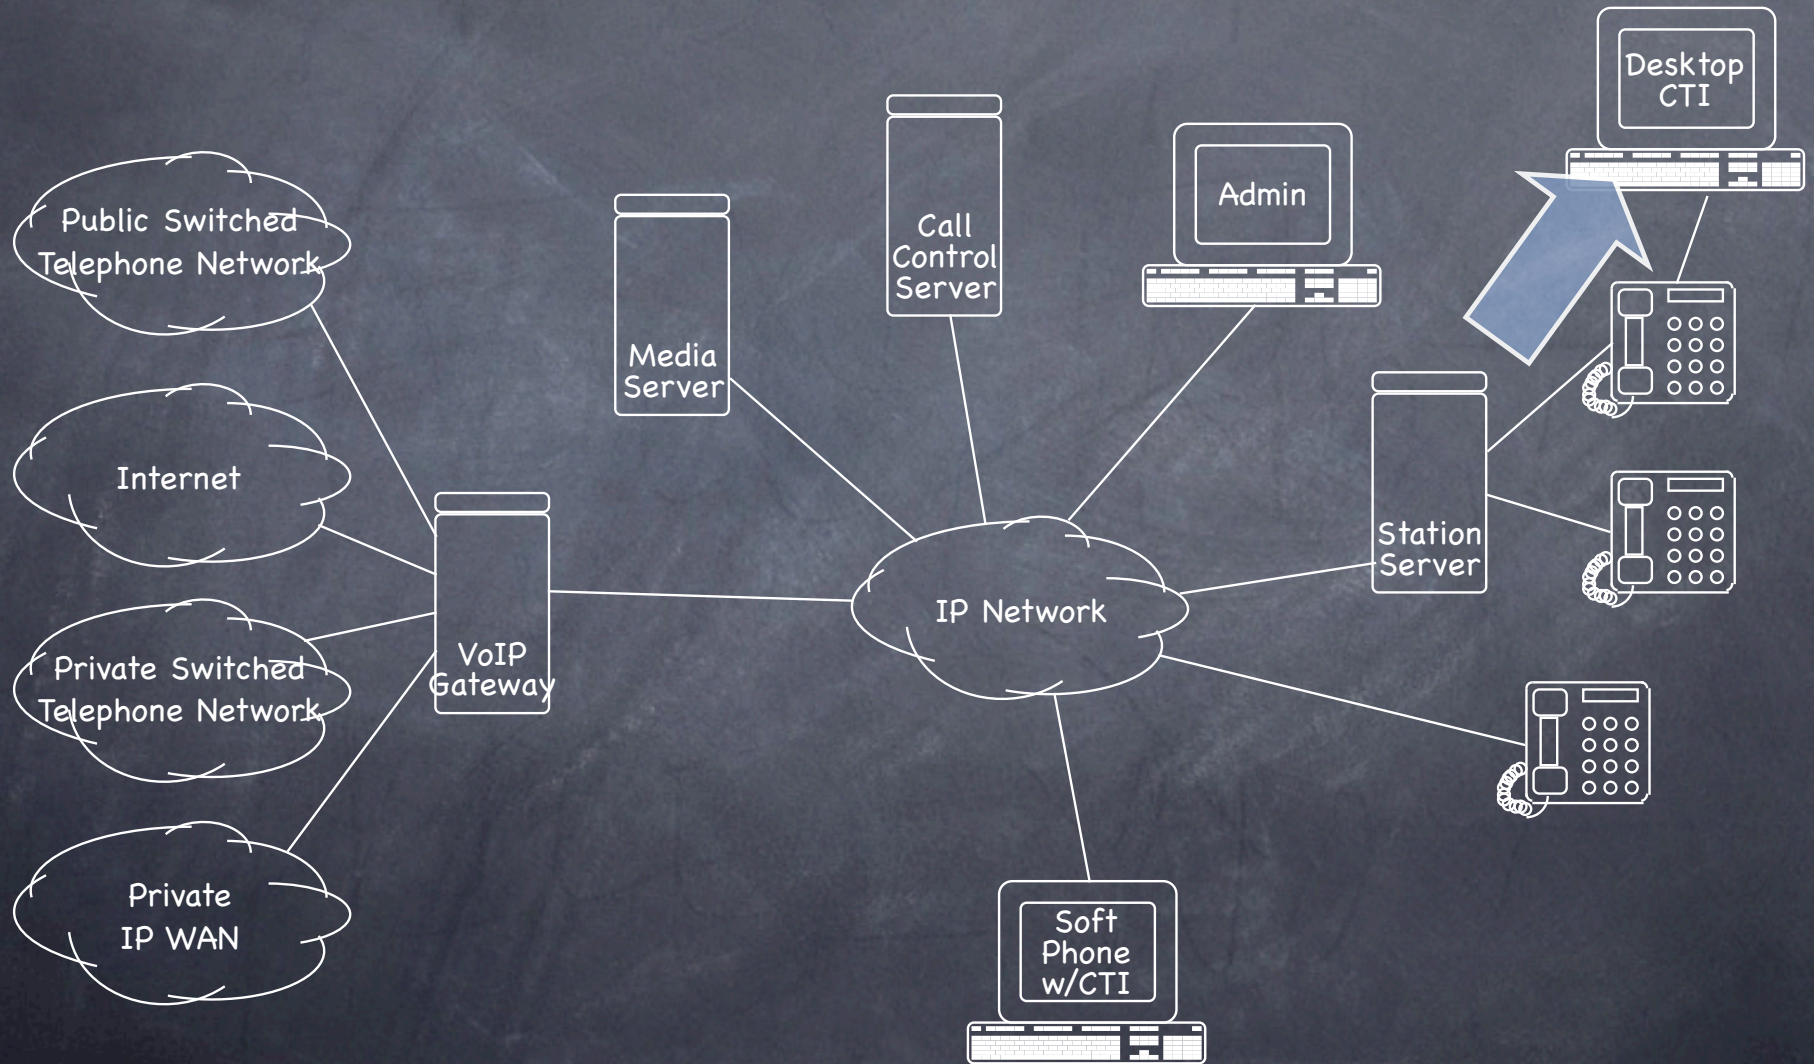 Desktop
CTI
Public Switched
Telephone Network
Media
Server
Call
Control
Server
Admin
Internet
VoIP
Gateway
IP Network
Station
Server
Private Switched
Telephone Network
Private
IP WAN
Soft
Phone
w/CTI